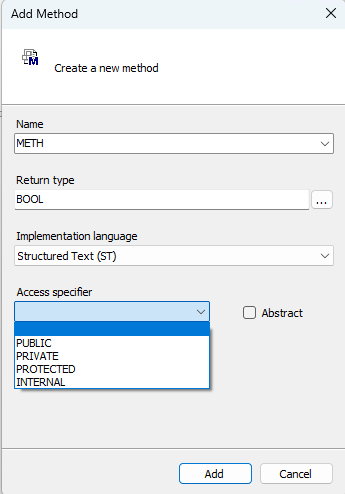 Add Method
M
Create a new method
Name
METH
Return type
BOOL
...
Implementation language
Structured Text (ST)
Access specifier
Abstract
PUBLIC
PRIVATE
PROTECTED
INTERNAL
Add
Cancel